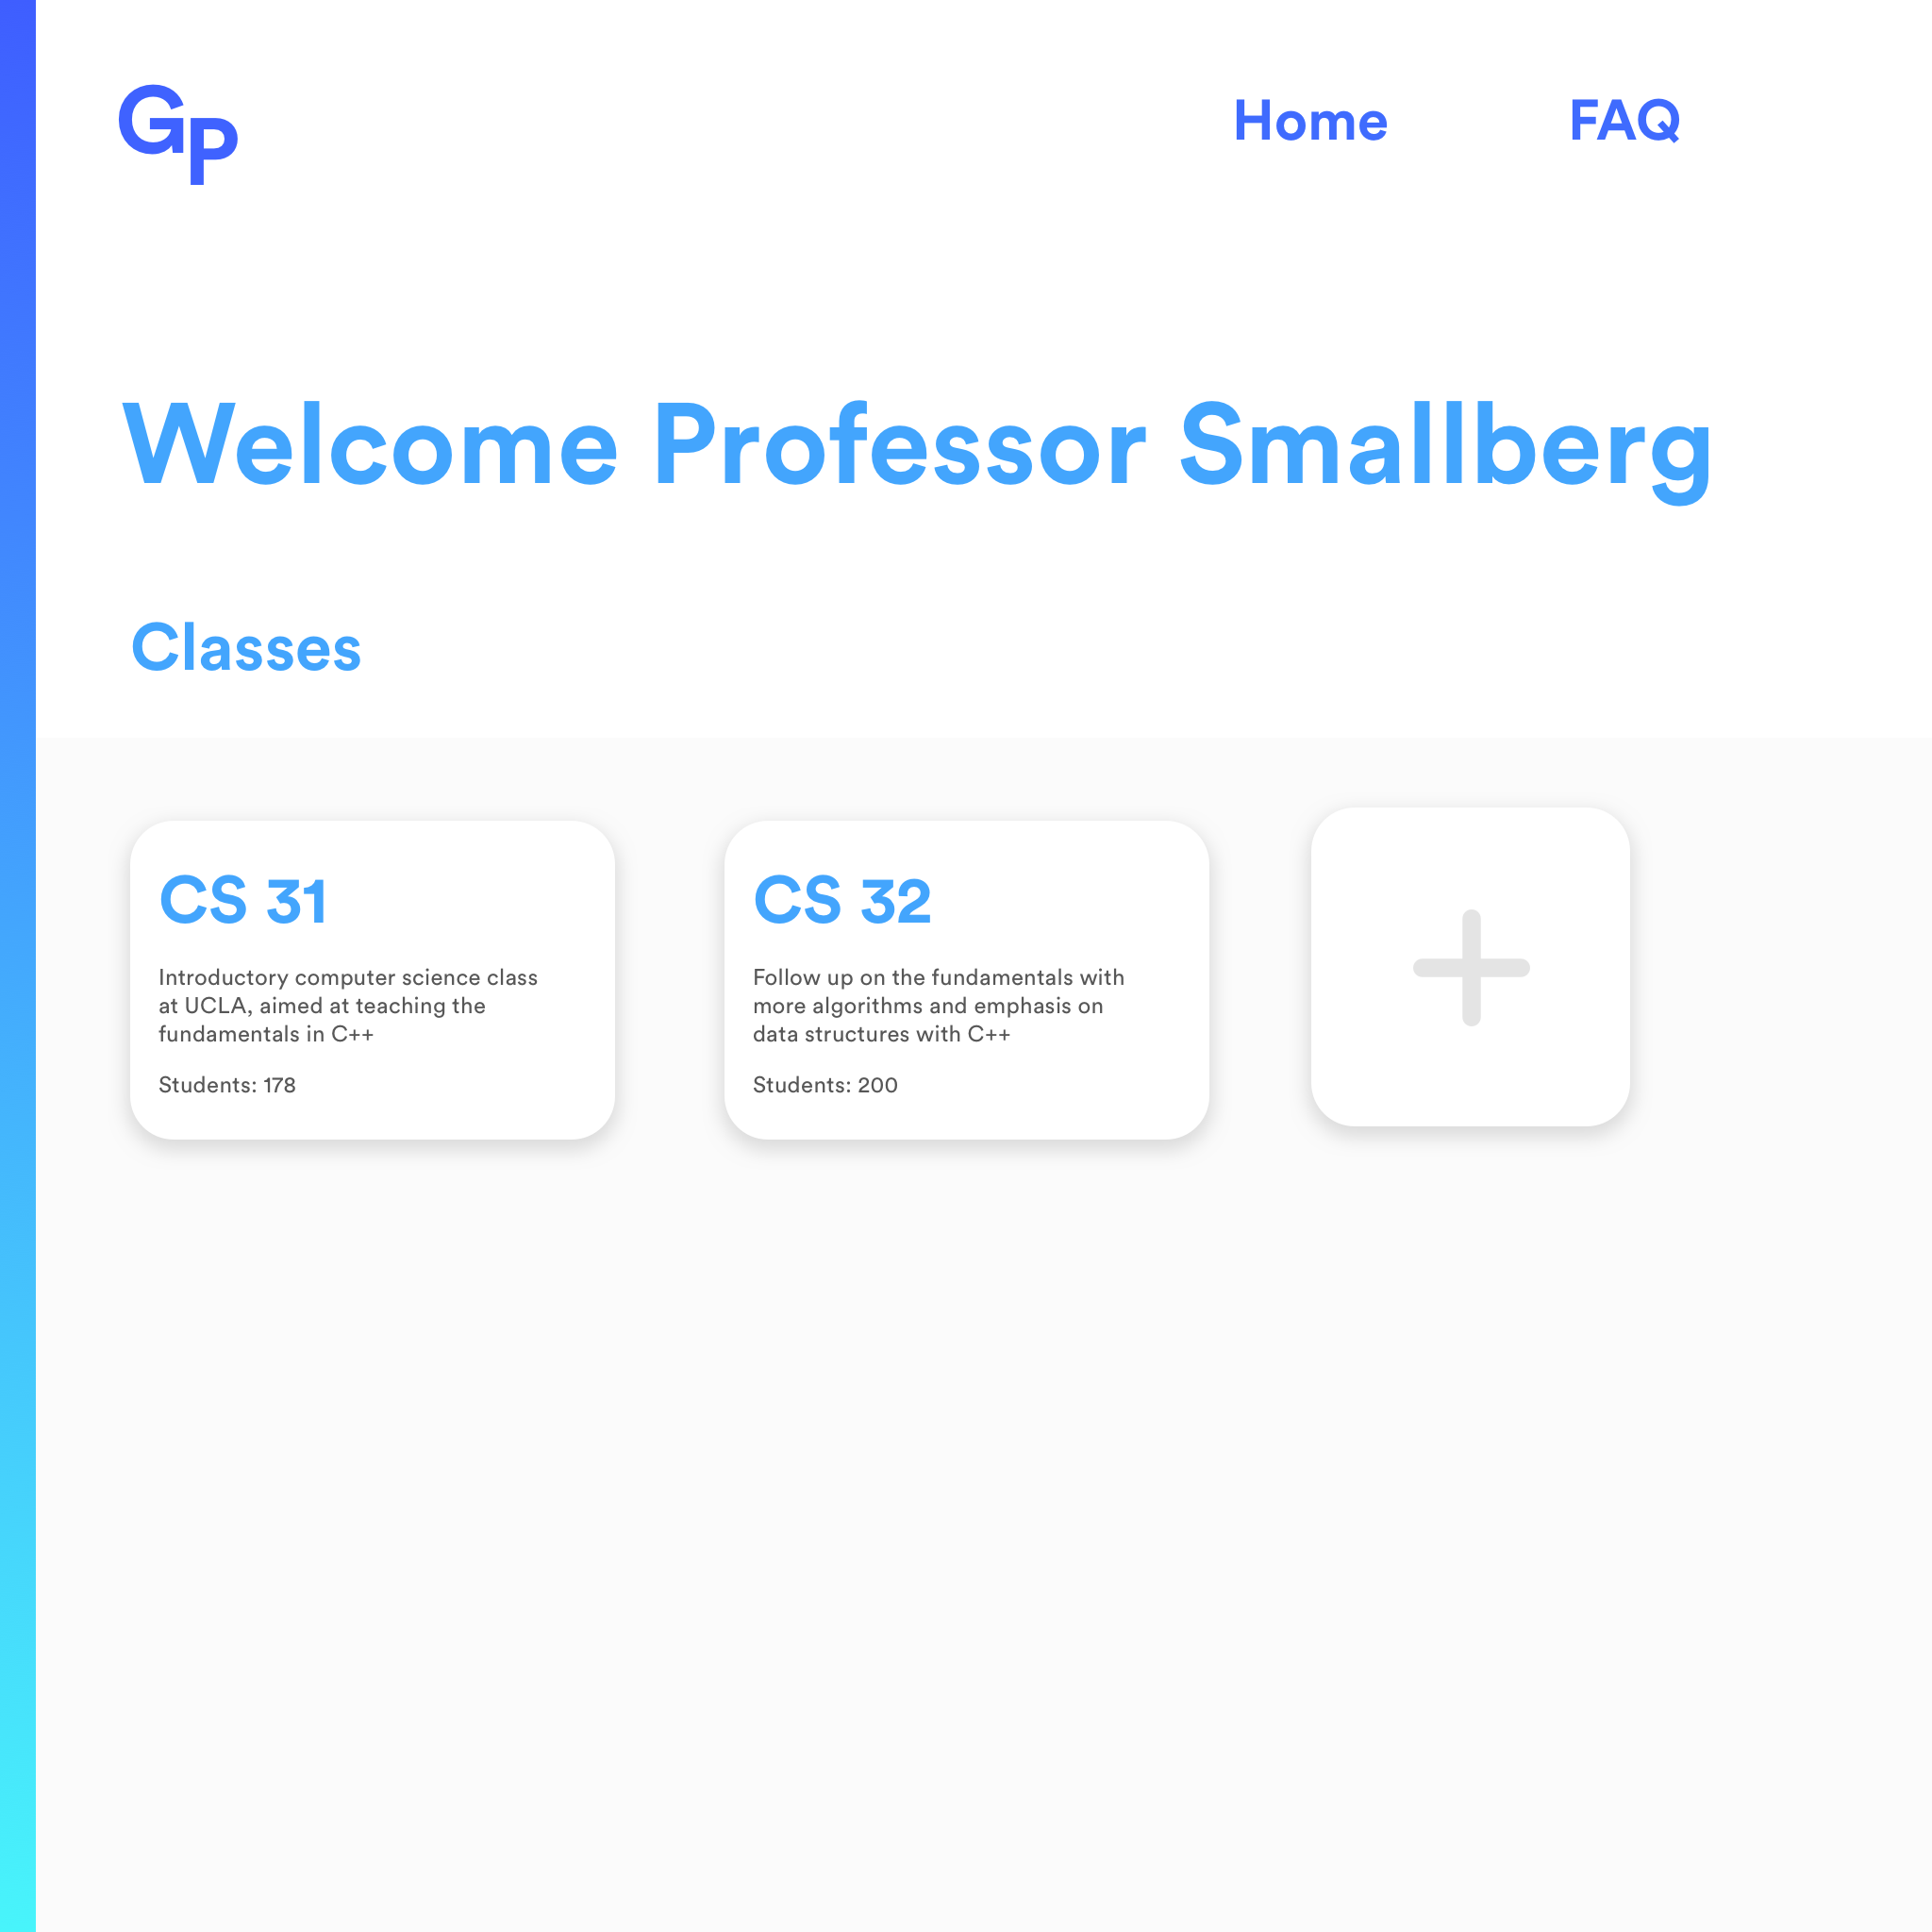 GP
Home
FAQ
Welcome Professor Smallberg
Classes
CS 31
Introductory computer science class
at UCLA, aimed at teaching the
fundamentals in C++
Students: 178
CS 32
Follow up on the fundamentals with
more algorithms and emphasis on
data structures with C++
Students: 200